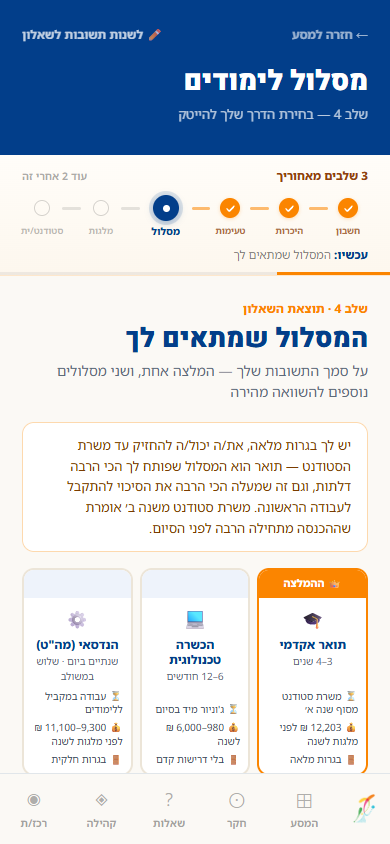 ← חזרה למסע
לשנות תשובות לשאלון
מסלול לימודים
שלב 4 — בחירת הדרך שלך להייטק
3 שלבים מאחוריך
עוד 2 אחרי זה
חשבון
היכרות
טעימות
מסלול
מלגות
סטודנט/ית
עכשיו: המסלול שמתאים לך
שלב 4 · תוצאת השאלון
המסלול שמתאים לך
על סמך התשובות שלך — המלצה אחת, ושני מסלולים
נוספים להשוואה מהירה
יש לך בגרות מלאה, את/ה יכול/ה להחזיק עד משרת
הסטודנט — תואר הוא המסלול שפותח לך הכי הרבה
דלתות, וגם זה שמעלה הכי הרבה את הסיכוי להתקבל
לעבודה הראשונה. משרת סטודנט משנה ב׳ אומרת
שההכנסה מתחילה הרבה לפני הסיום.
ההמלצה
תואר אקדמי
3–4 שנים
משרת סטודנט
מסוף שנה א׳
12,203 ₪ לפני
מלגות לשנה
בגרות מלאה
הכשרה
טכנולוגית
6–12 חודשים
ג'וניור מיד בסיום
980–6,000 ₪
לשנה
בלי דרישות קדם
הנדסאי (מה"ט)
שנתיים ביום · שלוש
במשולב
עבודה במקביל
ללימודים
9,300–11,100 ₪
לפני מלגות לשנה
בגרות חלקית
המסע
חקר
שאלות
קהילה
רכז/ת